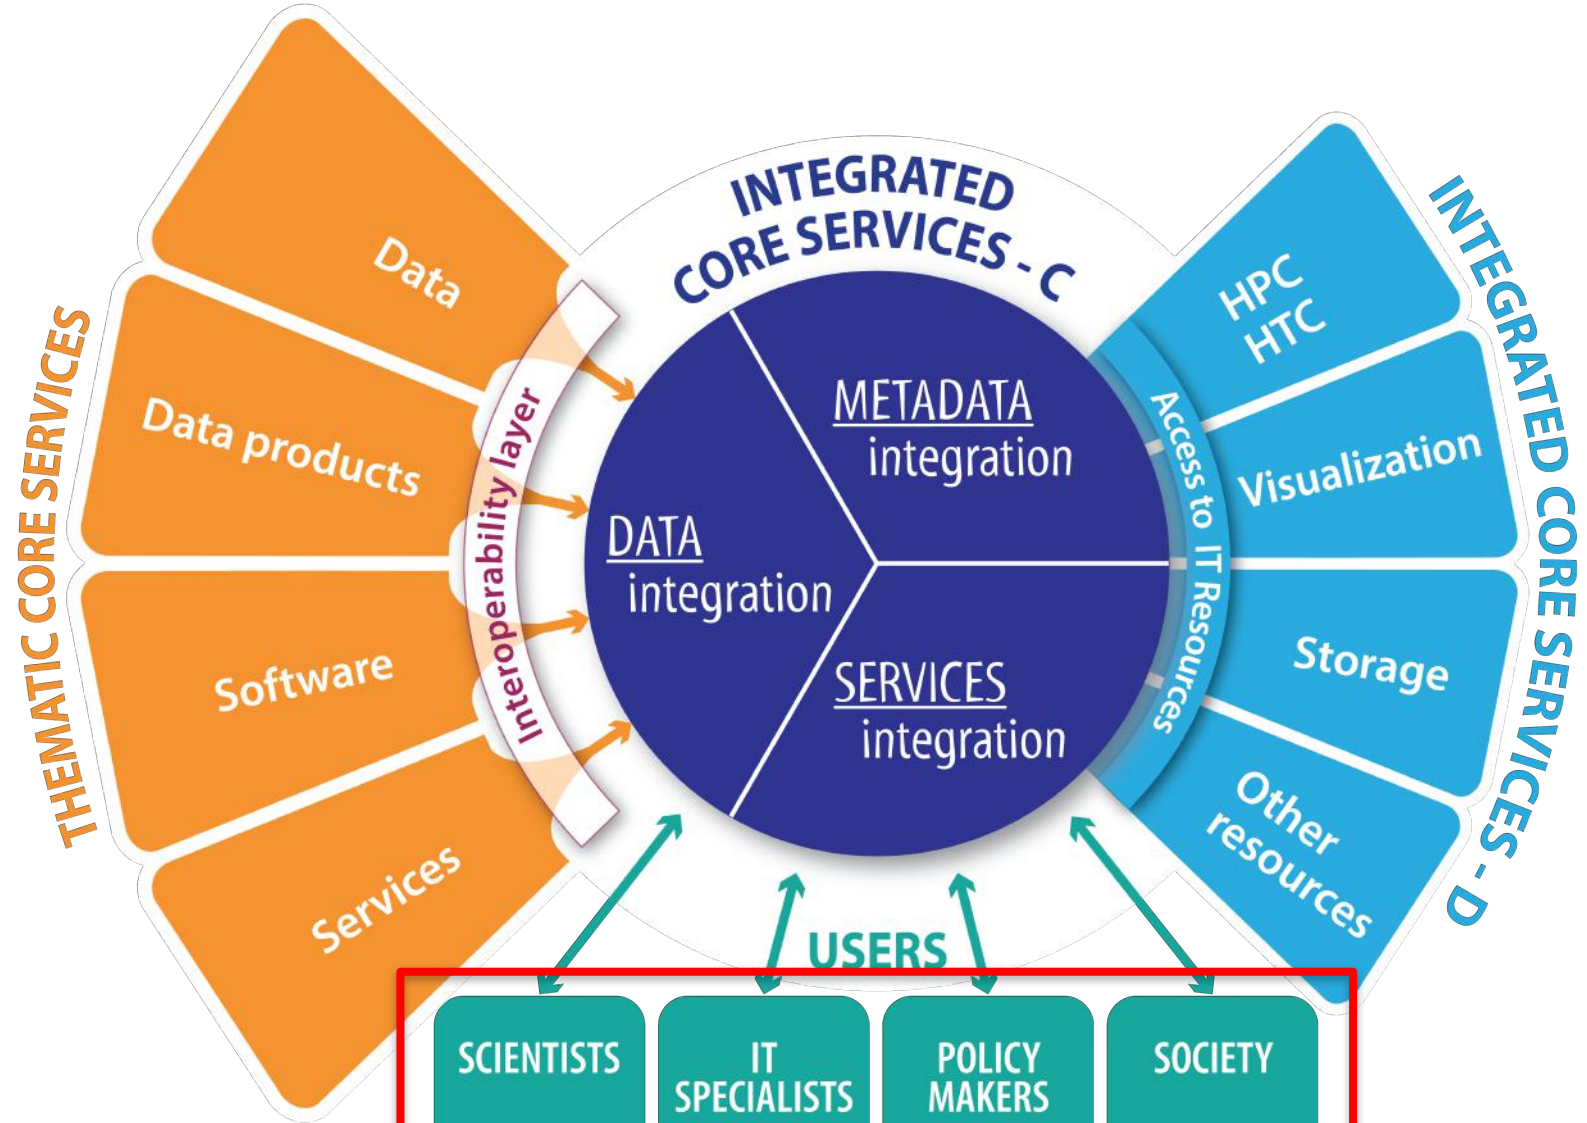 THEMATIC CORE SERVICES
Data
Data products
Software
Services
Interoperability layer
INTEGRATED
CORE SERVICES - C
METADATA
integration
DATA
integration
SERVICES
integration
Access to IT Resources
HPC
HTC
Visualization
Storage
Other
resources
INTEGRATED CORE SERVICES - D
USERS
SCIENTISTS
IT
SPECIALISTS
POLICY
MAKERS
SOCIETY